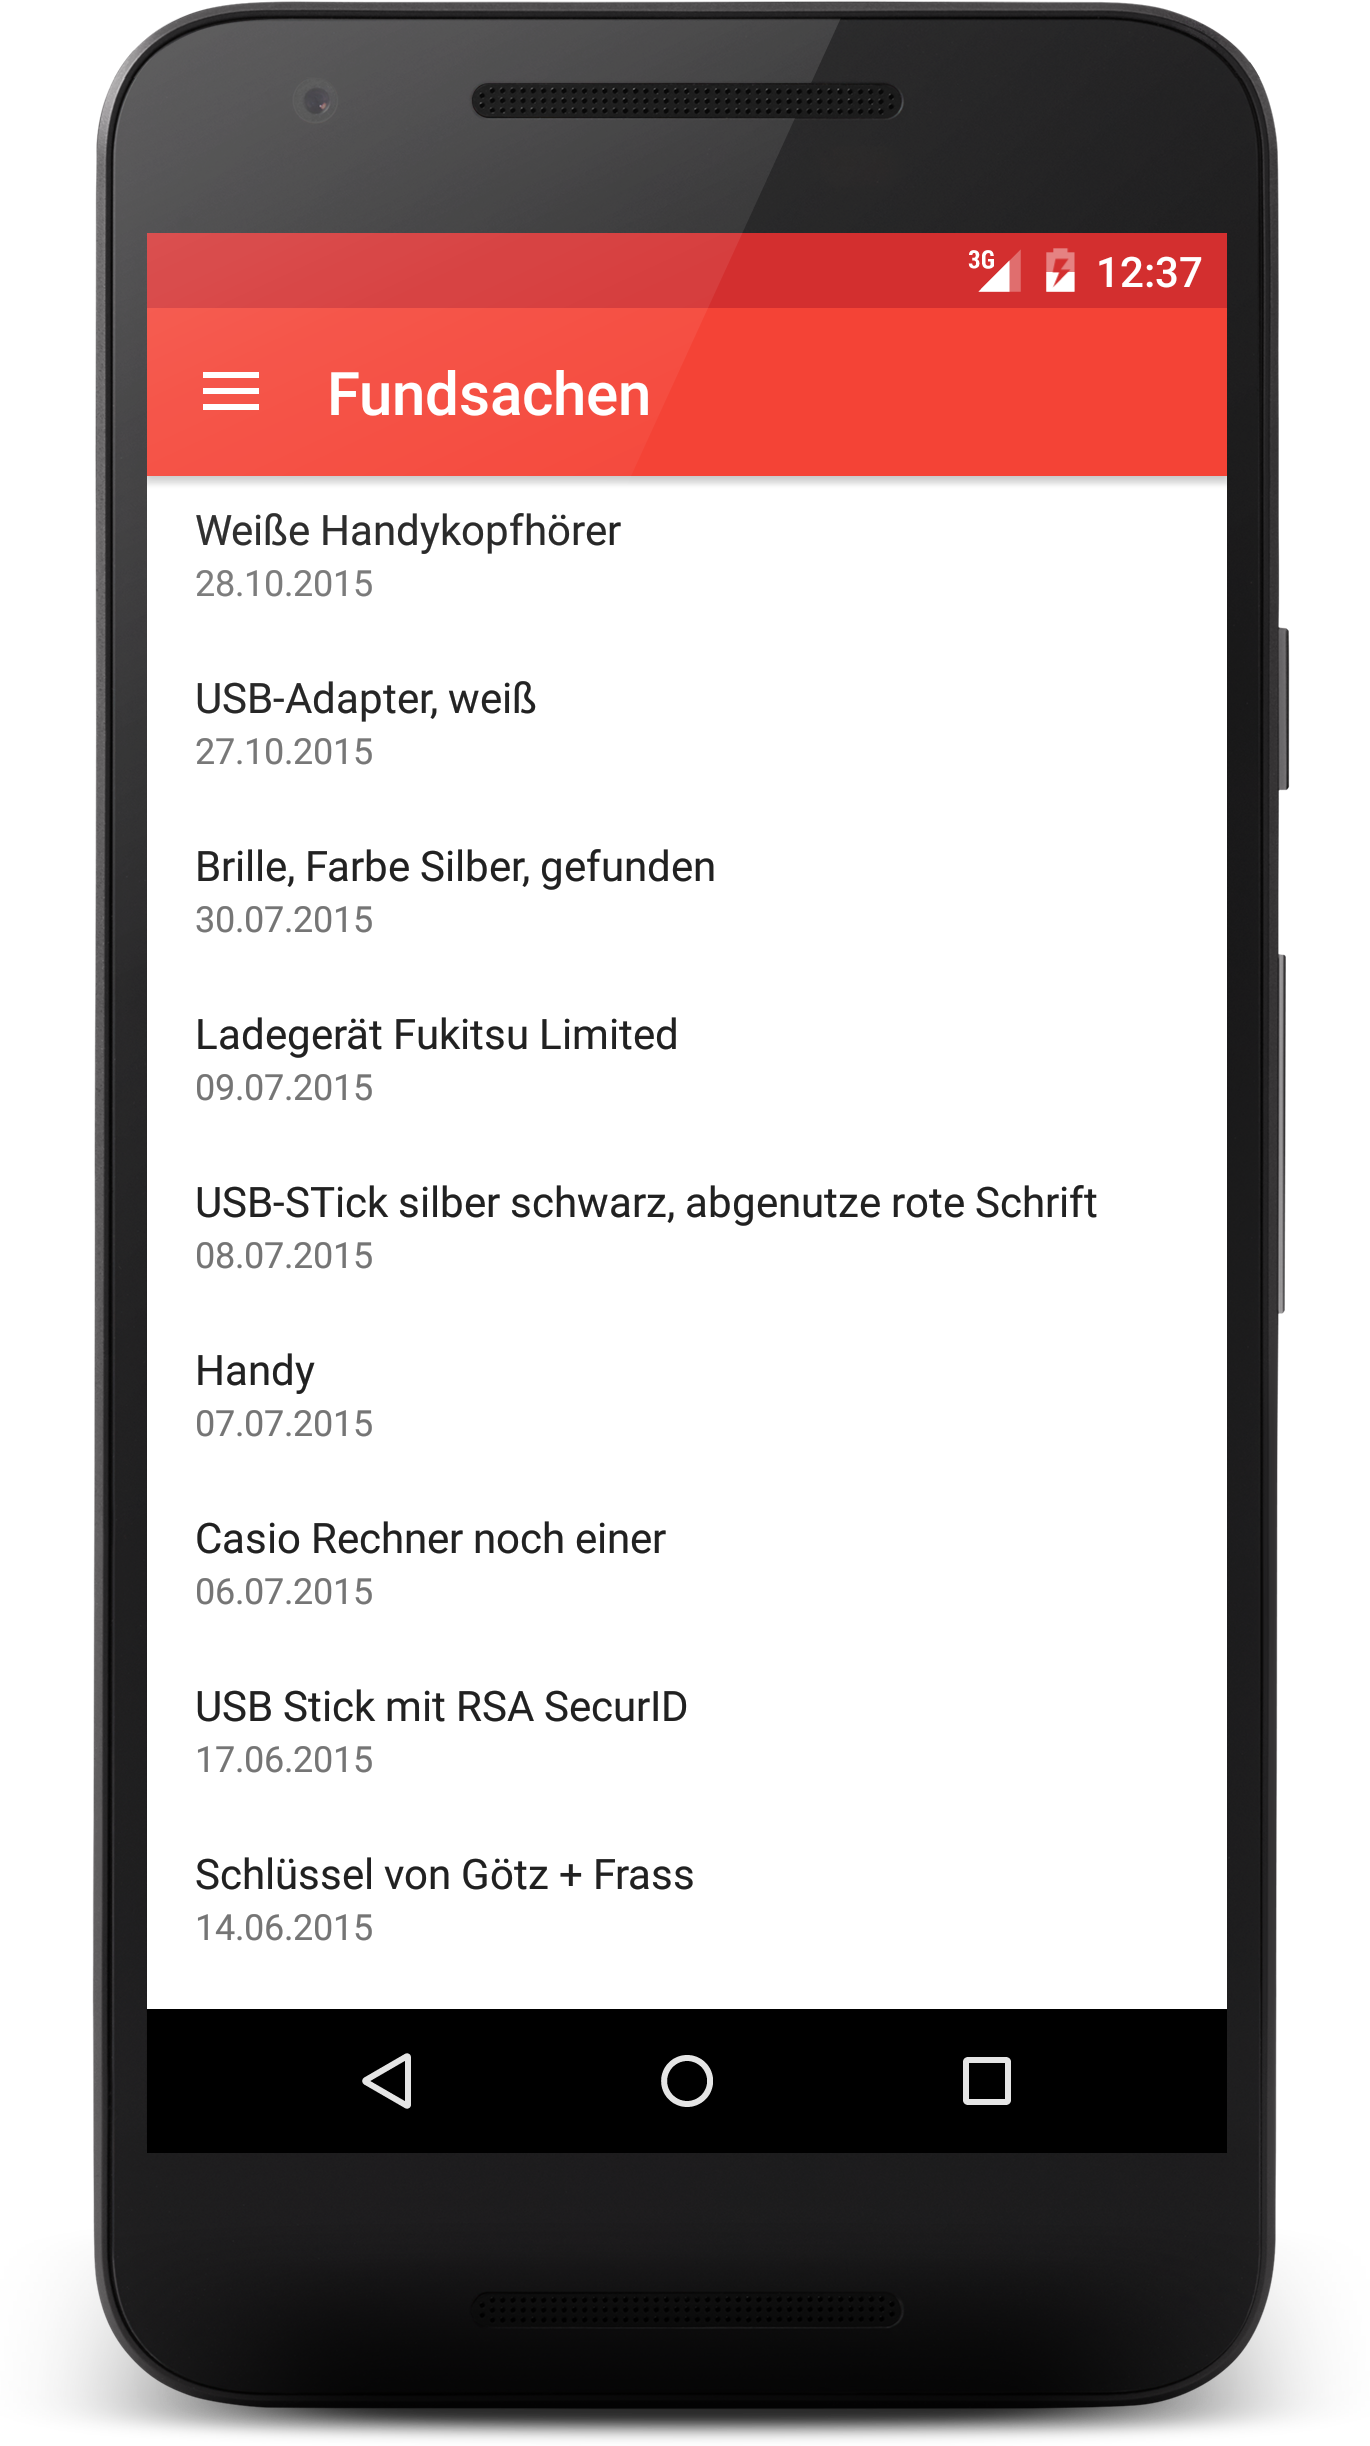 3G 12:37
Fundsachen
Weiße Handykopfhörer
28.10.2015
USB-Adapter, weiß
27.10.2015
Brille, Farbe Silber, gefunden
30.07.2015
Ladegerät Fukitsu Limited
09.07.2015
USB-STick silber schwarz, abgenutze rote Schrift
08.07.2015
Handy
07.07.2015
Casio Rechner noch einer
06.07.2015
USB Stick mit RSA SecurID
17.06.2015
Schlüssel von Götz + Frass
14.06.2015